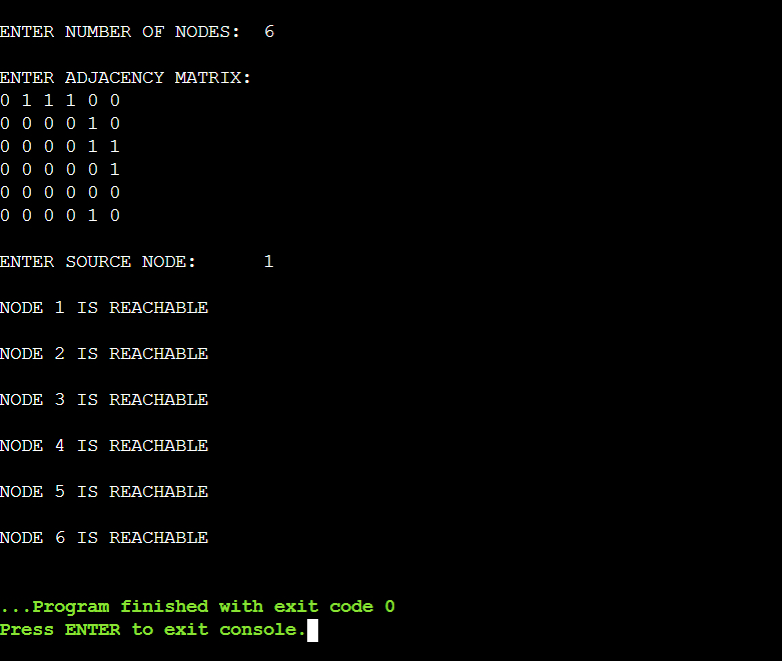 ENTER NUMBER OF NODES:  6
ENTER ADJACENCY MATRIX:
0 1 1 1 0 0
0 0 0 0 1 0
0 0 0 0 1 1
0 0 0 0 0 1
0 0 0 0 0 0
0 0 0 0 1 0
ENTER SOURCE NODE:      1
NODE 1 IS REACHABLE
NODE 2 IS REACHABLE
NODE 3 IS REACHABLE
NODE 4 IS REACHABLE
NODE 5 IS REACHABLE
NODE 6 IS REACHABLE
...Program finished with exit code 0
Press ENTER to exit console.